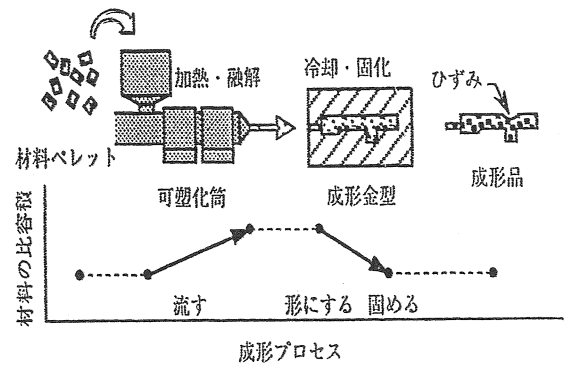 加熱・融解
冷却・固化
ひずみ
材料ペレット
可塑化筒
成形金型
成形品
材料の比容積
流す
形にする
固める
成形プロセス